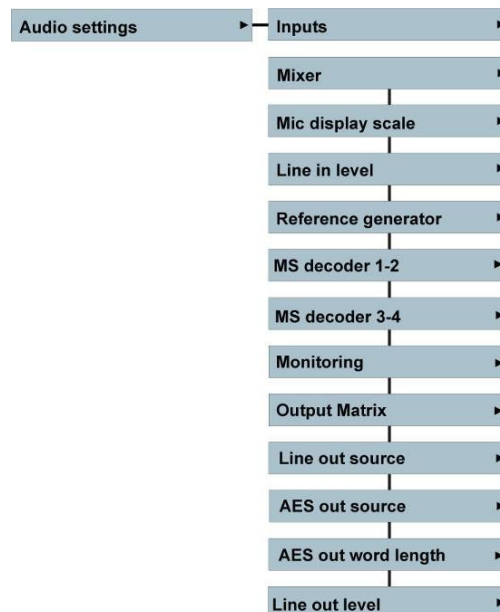 Audio settings
Inputs
Mixer
Mic display scale
Line in level
Reference generator
MS decoder 1-2
MS decoder 3-4
Monitoring
Output Matrix
Line out source
AES out source
AES out word length
Line out level